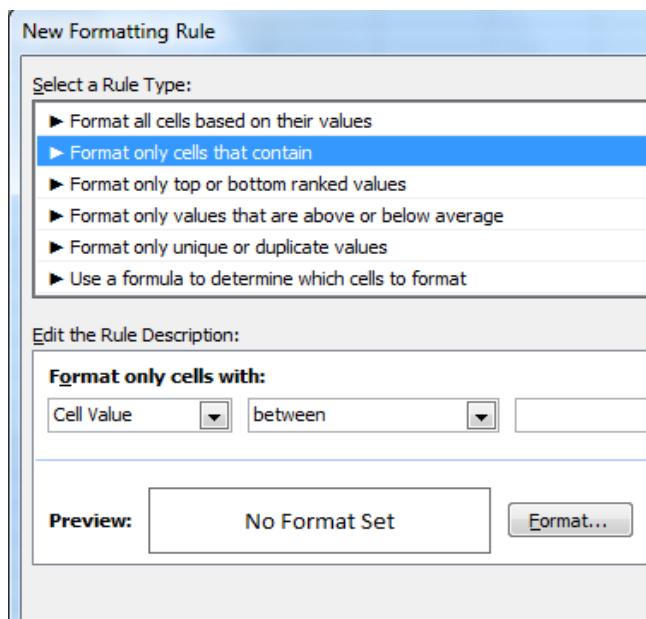 New Formatting Rule
Select a Rule Type:
► Format all cells based on their values
► Format only cells that contain
► Format only top or bottom ranked values
► Format only values that are above or below average
► Format only unique or duplicate values
► Use a formula to determine which cells to format
Edit the Rule Description:
Format only cells with:
Cell Value between
Preview: No Format Set Format...